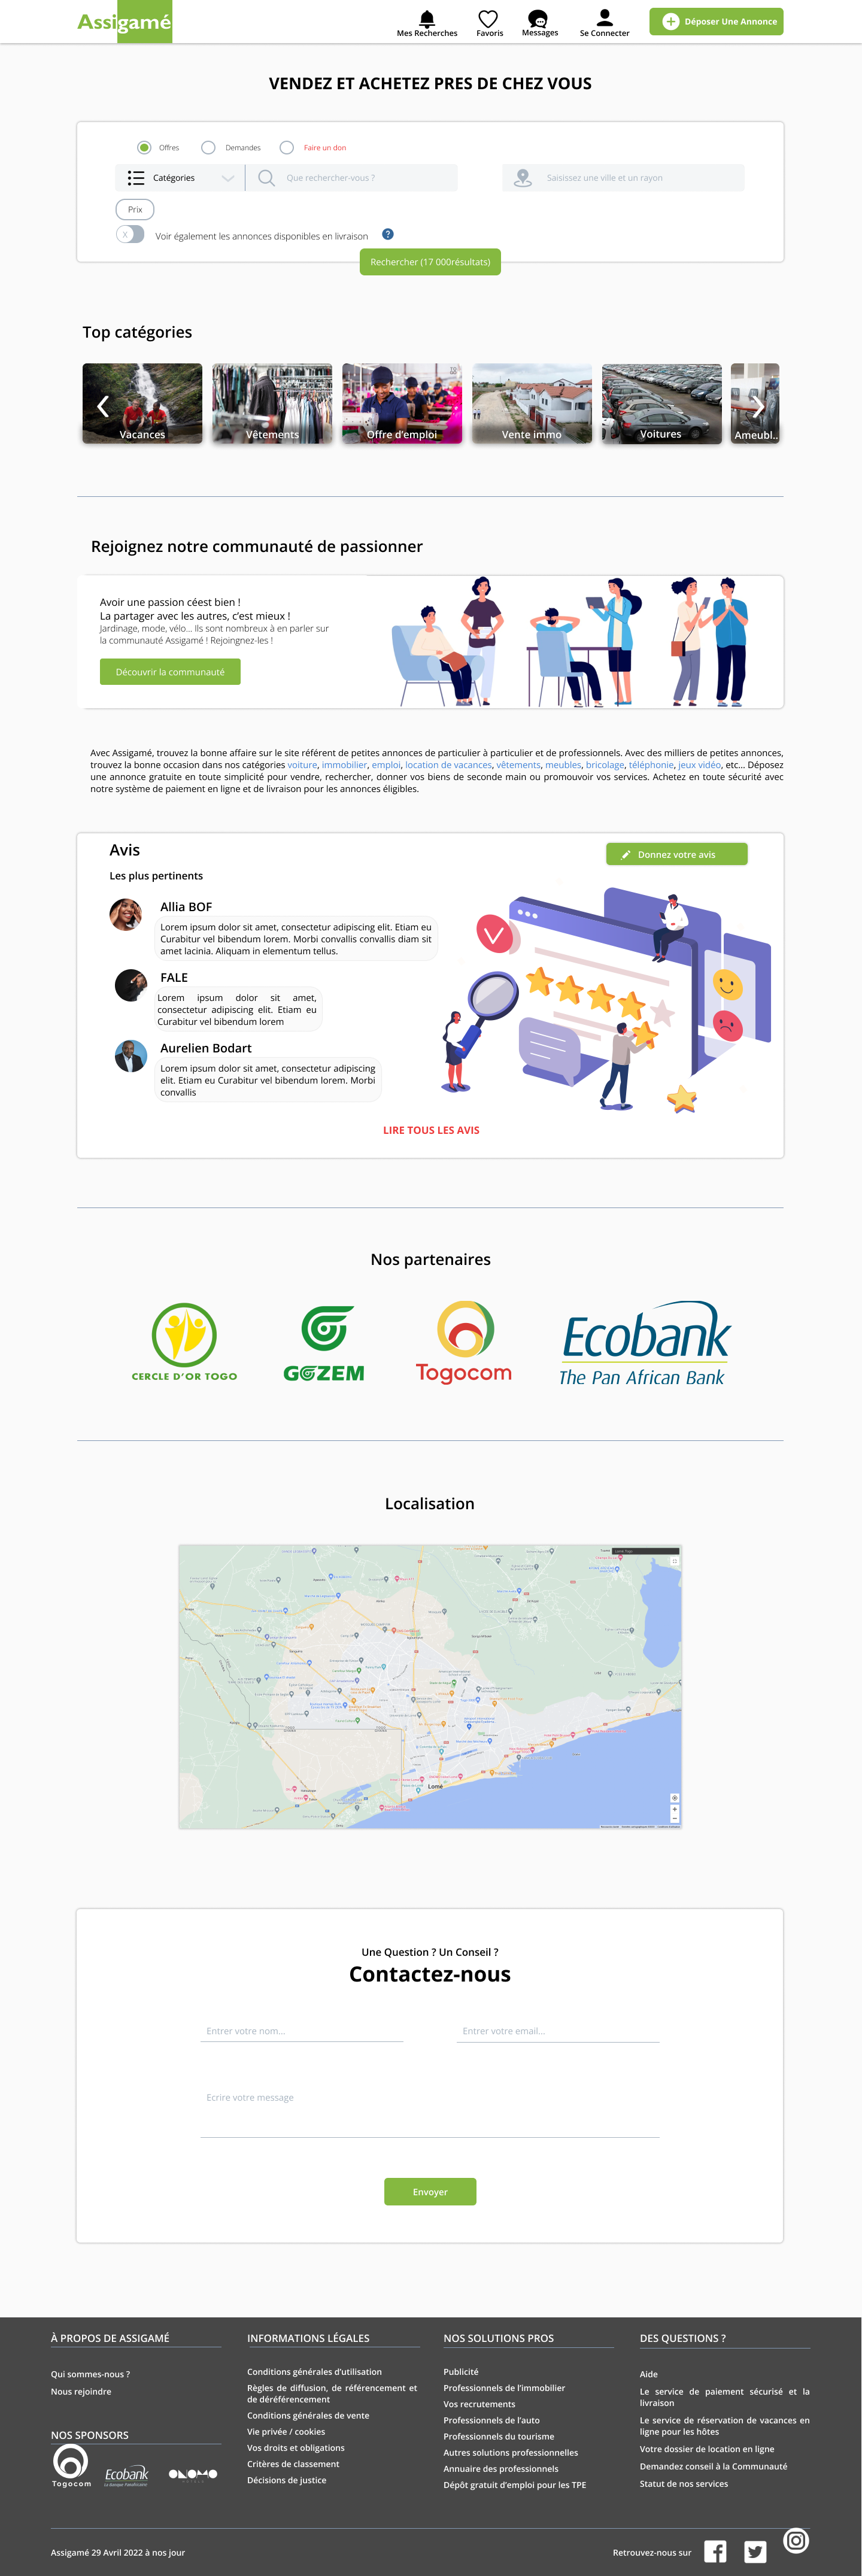 Assigamé
Mes Recherches
Favoris
Messages
Se Connecter
Déposer Une Annonce
VENDEZ ET ACHETEZ PRES DE CHEZ VOUS
Offres
Demandes
Faire un don
Catégories
Que rechercher-vous ?
Saisissez une ville et un rayon
Prix
X
Voir également les annonces disponibles en livraison
?
Rechercher (17 000résultats)
Top catégories
Vacances
Vêtements
Offre d'emploi
Vente immo
Voitures
Ameubl..
Rejoignez notre communauté de passionner
Avoir une passion céest bien !
La partager avec les autres, c'est mieux !
Jardinage, mode, vélo... Ils sont nombreux à en parler sur
la communauté Assigamé ! Rejoingnez-les !
Découvrir la communauté
Avec Assigamé, trouvez la bonne affaire sur le site référent de petites annonces de particulier à particulier et de professionnels. Avec des milliers de petites annonces,
trouvez la bonne occasion dans nos catégories voiture, immobilier, emploi, location de vacances, vêtements, meubles, bricolage, téléphonie, jeux vidéo, etc... Déposez
une annonce gratuite en toute simplicité pour vendre, rechercher, donner vos biens de seconde main ou promouvoir vos services. Achetez en toute sécurité avec
notre système de paiement en ligne et de livraison pour les annonces éligibles.
Avis
Donnez votre avis
Les plus pertinents
Allia BOF
Lorem ipsum dolor sit amet, consectetur adipiscing elit. Etiam eu
Curabitur vel bibendum lorem. Morbi convallis convallis diam sit
amet lacinia. Aliquam in elementum tellus.
FALE
Lorem ipsum dolor sit amet,
consectetur adipiscing elit. Etiam eu
Curabitur vel bibendum lorem
Aurelien Bodart
Lorem ipsum dolor sit amet, consectetur adipiscing
elit. Etiam eu Curabitur vel bibendum lorem. Morbi
convallis
LIRE TOUS LES AVIS
Nos partenaires
CERCLE D'OR TOGO
GOZEM
Togocom
Ecobank
The Pan African Bank
Localisation
Lomé
Une Question ? Un Conseil ?
Contactez-nous
Entrer votre nom...
Entrer votre email...
Ecrire votre message
Envoyer
À PROPOS DE ASSIGAMÉ
Qui sommes-nous ?
Nous rejoindre
NOS SPONSORS
Togocom
Ecobank
La Banque Panafricaine
ONOMO
INFORMATIONS LÉGALES
Conditions générales d'utilisation
Règles de diffusion, de référencement et
de déréférencement
Conditions générales de vente
Vie privée / cookies
Vos droits et obligations
Critères de classement
Décisions de justice
NOS SOLUTIONS PROS
Publicité
Professionnels de l'immobilier
Vos recrutements
Professionnels de l'auto
Professionnels du tourisme
Autres solutions professionnelles
Annuaire des professionnels
Dépôt gratuit d'emploi pour les TPE
DES QUESTIONS ?
Aide
Le service de paiement sécurisé et la
livraison
Le service de réservation de vacances en
ligne pour les hôtes
Votre dossier de location en ligne
Demandez conseil à la Communauté
Statut de nos services
Assigamé 29 Avril 2022 à nos jour
Retrouvez-nous sur